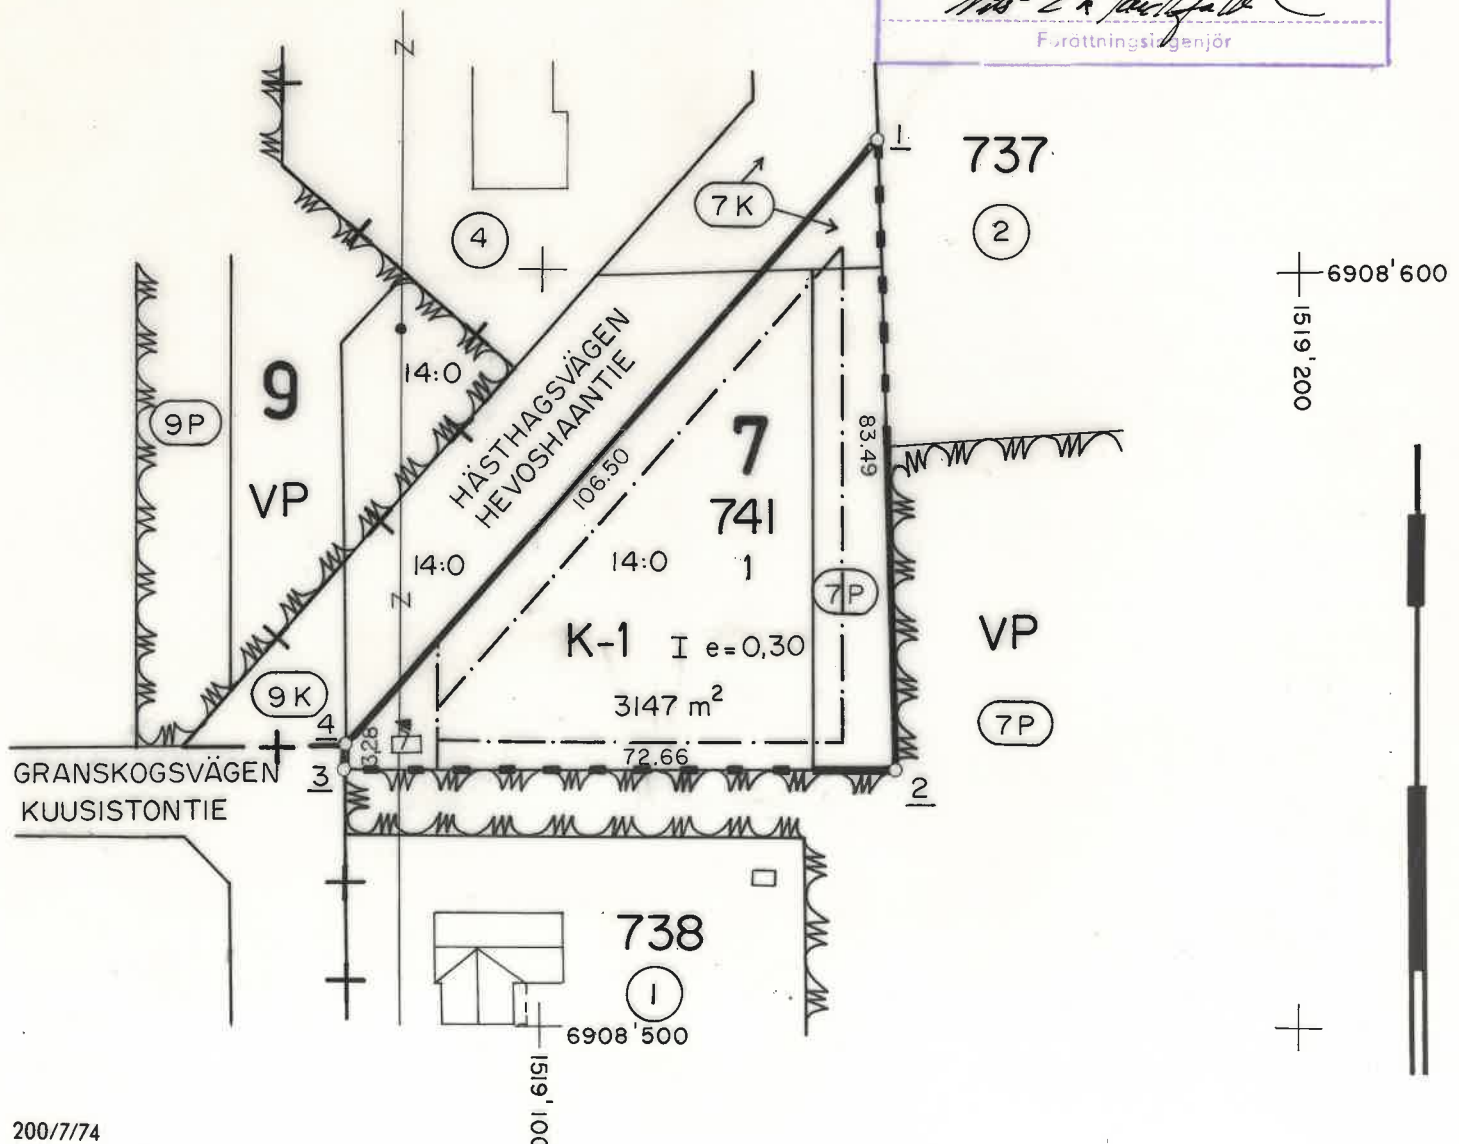 Förättningsingenjör
Z
1
737
7K
4
2
6908'600
1519'200
14:0
9
9P
HÄSTHAGSVÄGEN
HEVOSHAANTIE
106.50
83.49
7
741
1
VP
14:0
14:0
Z
7P
K-1 I e=0,30
VP
3147 m²
9K
7P
4
3,28
7
72.66
GRANSKOGSVÄGEN
KUUSISTONTIE
3
2
738
1
6908'500
1519'100
200/7/74